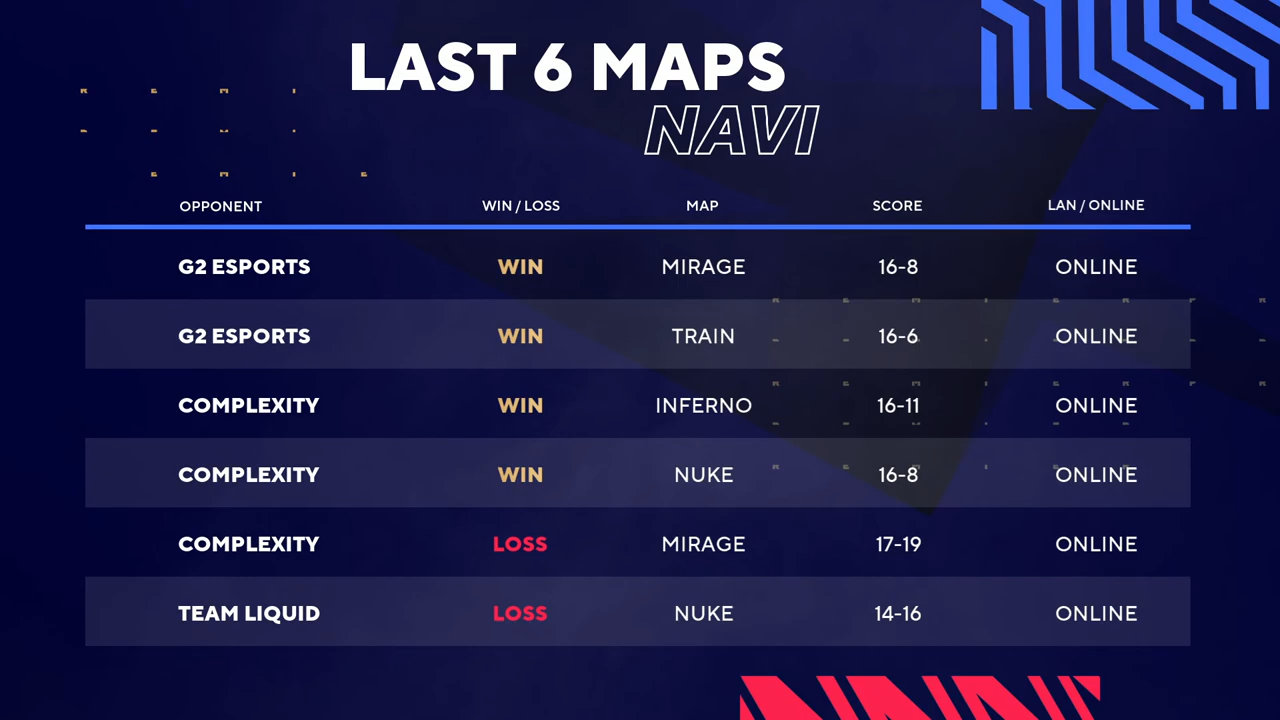 LAST 6 MAPS
NAVI
OPPONENT WIN / LOSS MAP SCORE LAN / ONLINE
G2 ESPORTS WIN MIRAGE 16-8 ONLINE
G2 ESPORTS WIN TRAIN 16-6 ONLINE
COMPLEXITY WIN INFERNO 16-11 ONLINE
COMPLEXITY WIN NUKE 16-8 ONLINE
COMPLEXITY LOSS MIRAGE 17-19 ONLINE
TEAM LIQUID LOSS NUKE 14-16 ONLINE